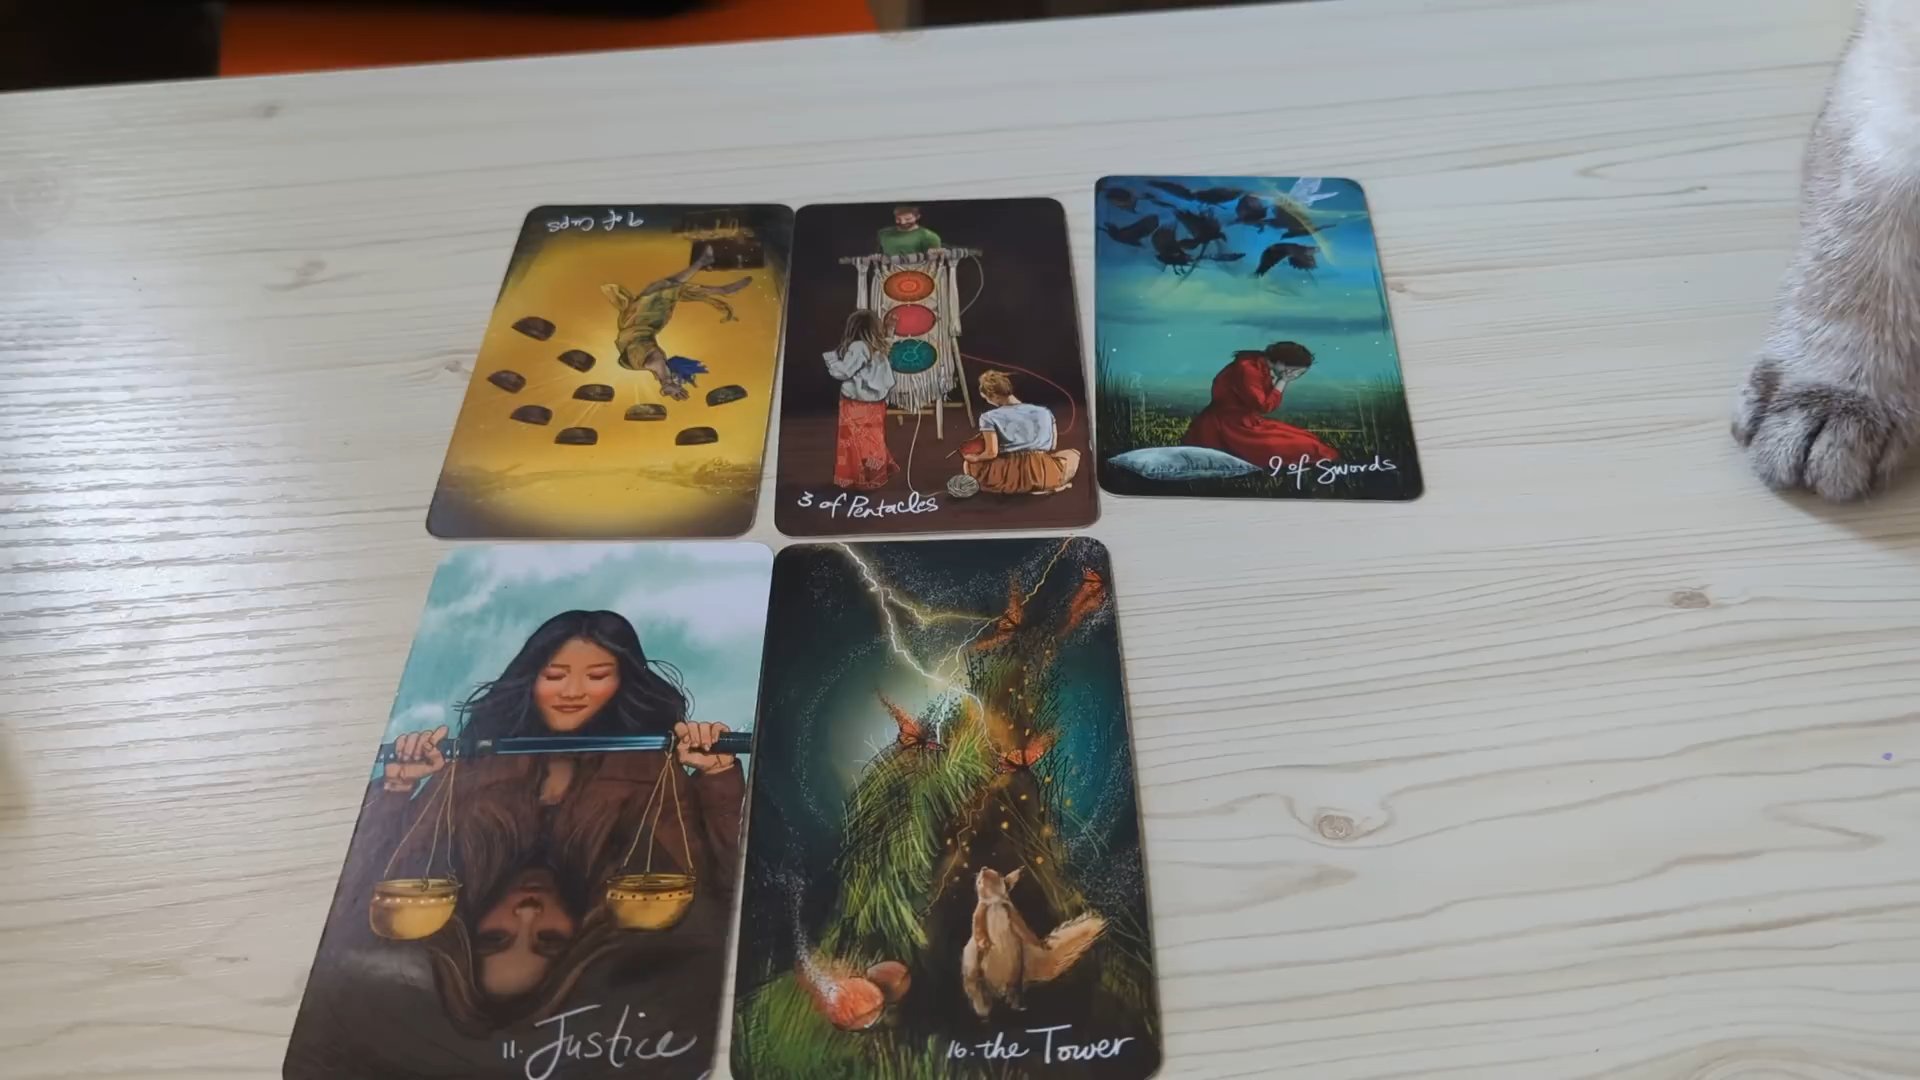 9 of Cups
3 of Pentacles
9 of Swords
11. Justice
16. the Tower